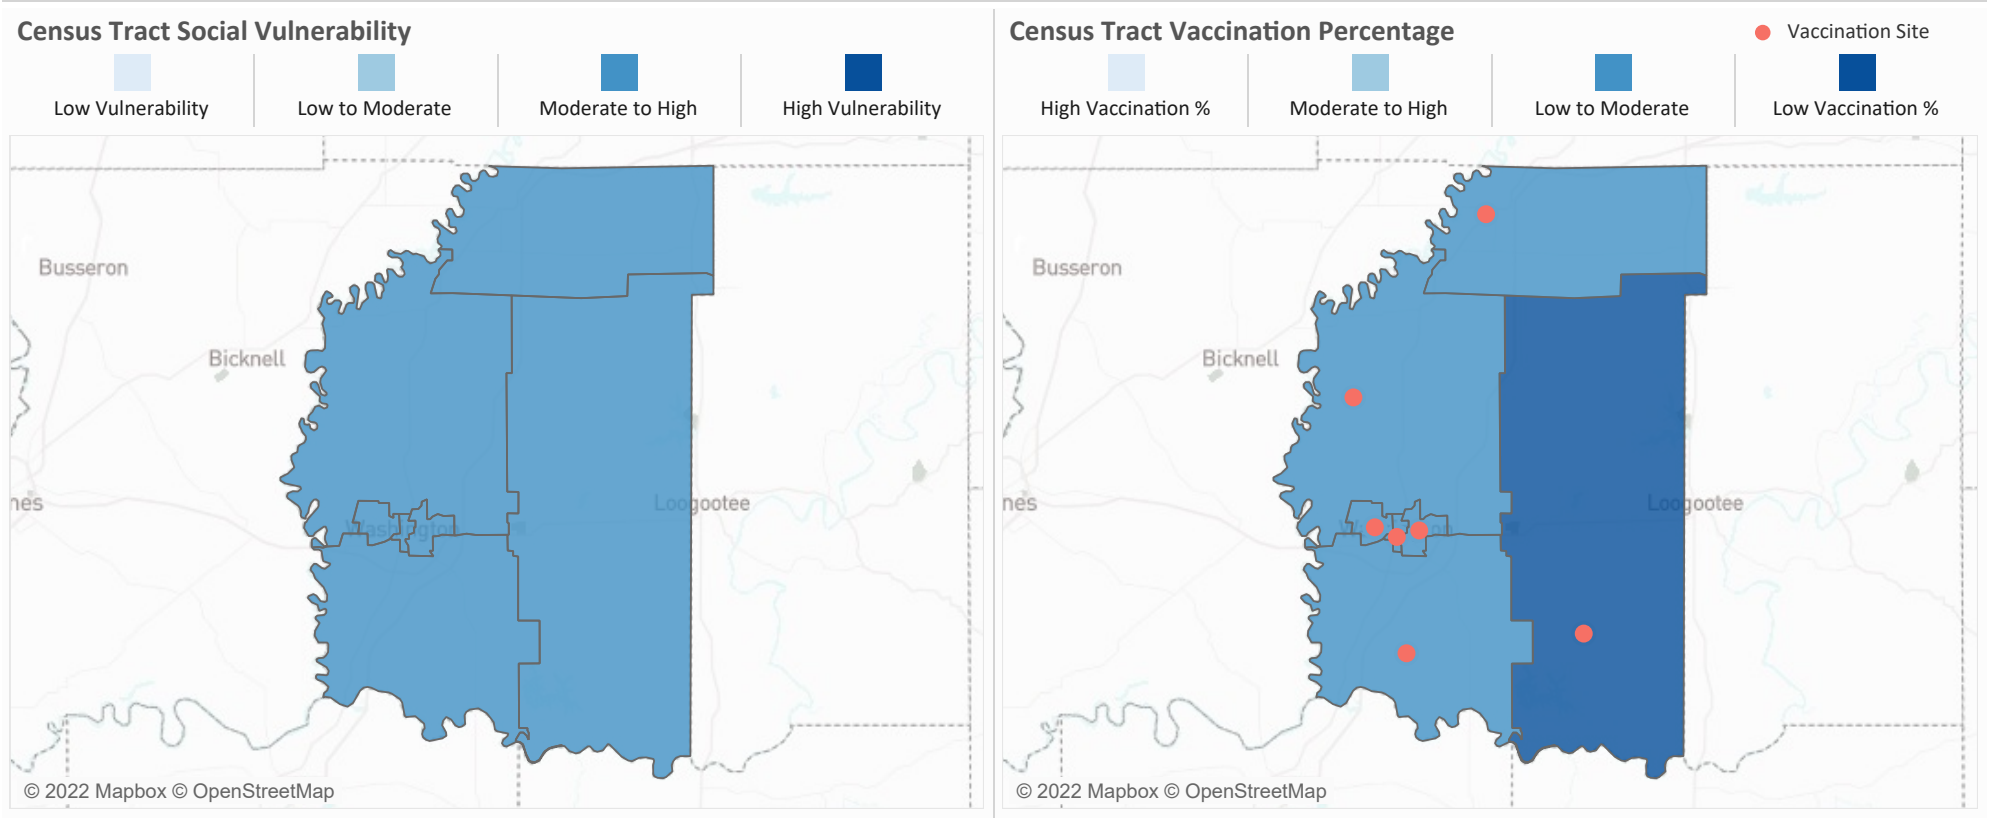 Census Tract Social Vulnerability
Low Vulnerability
Low to Moderate
Moderate to High
High Vulnerability
Busseron
Bicknell
nes
Washington
Loogootee
© 2022 Mapbox © OpenStreetMap
Census Tract Vaccination Percentage
Vaccination Site
High Vaccination %
Moderate to High
Low to Moderate
Low Vaccination %
Busseron
Bicknell
nes
Loogootee
© 2022 Mapbox © OpenStreetMap